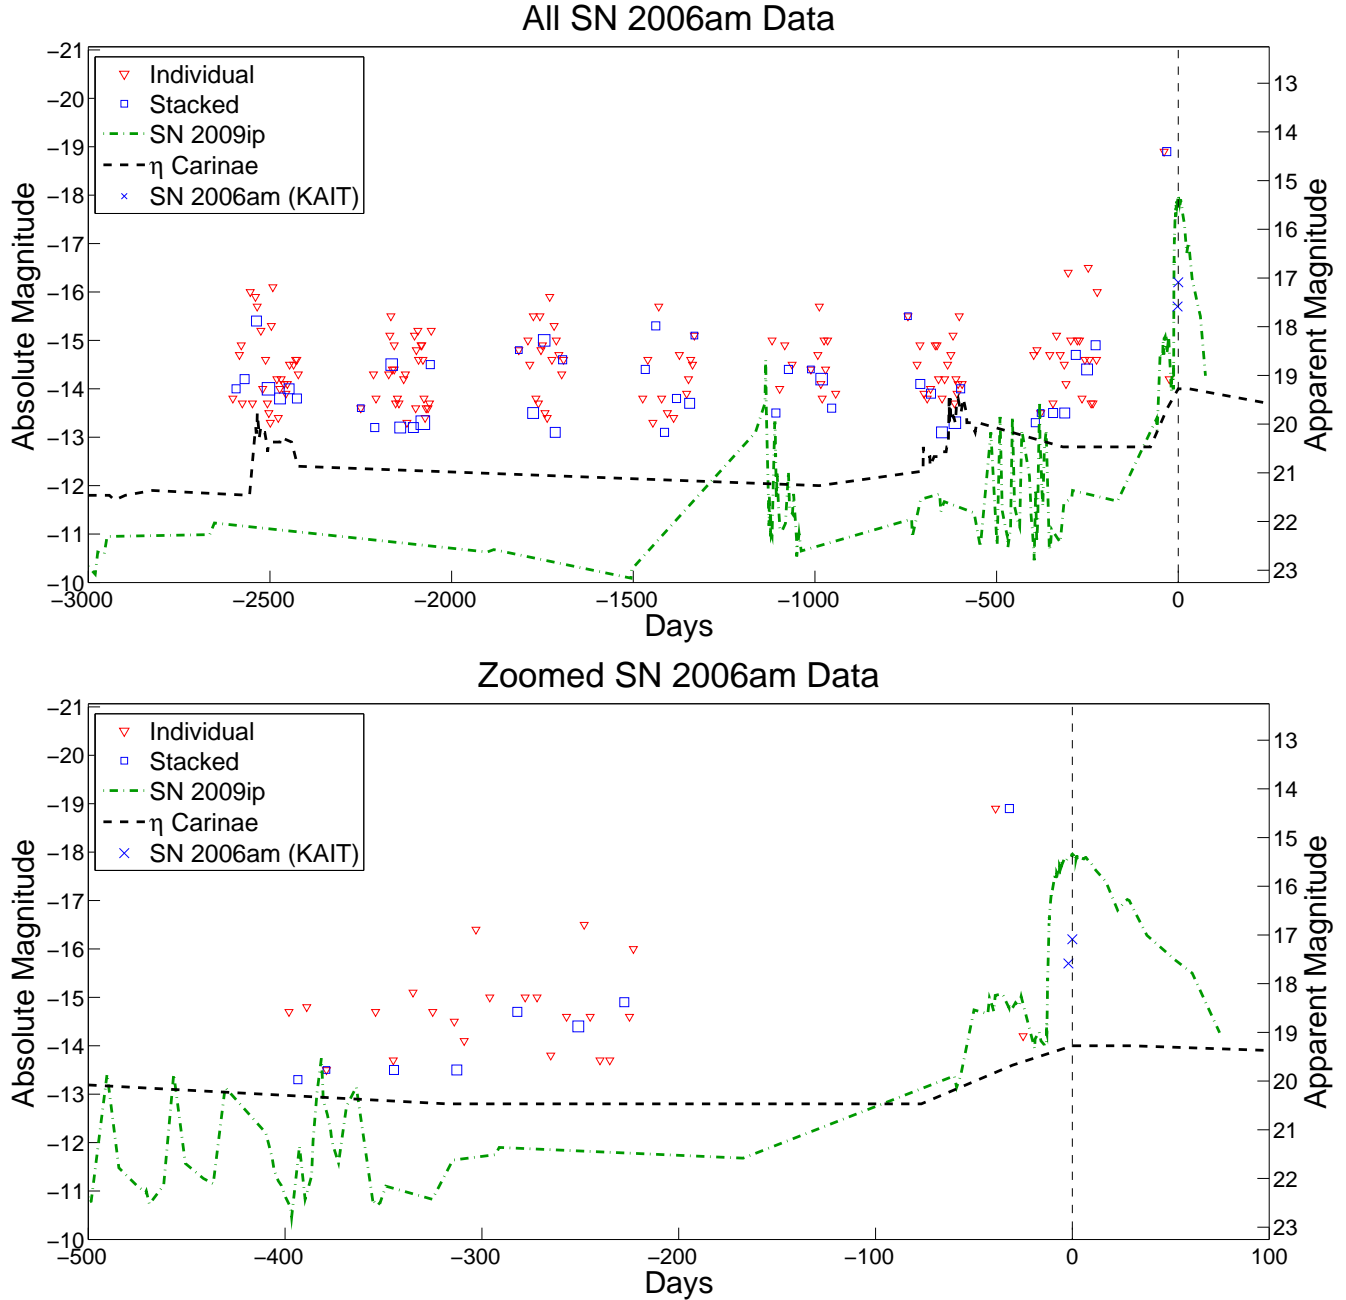 All SN 2006am Data
−21
−20
−19
−18
−17
−16
−15
−14
−13
−12
−11
−10
Absolute Magnitude
Individual
Stacked
SN 2009ip
η Carinae
SN 2006am (KAIT)
13
14
15
16
17
18
19
20
21
22
23
Apparent Magnitude
−3000 −2500 −2000 −1500 −1000 −500 0
Days
Zoomed SN 2006am Data
−21
−20
−19
−18
−17
−16
−15
−14
−13
−12
−11
−10
Absolute Magnitude
Individual
Stacked
SN 2009ip
η Carinae
SN 2006am (KAIT)
13
14
15
16
17
18
19
20
21
22
23
Apparent Magnitude
−500 −400 −300 −200 −100 0 100
Days